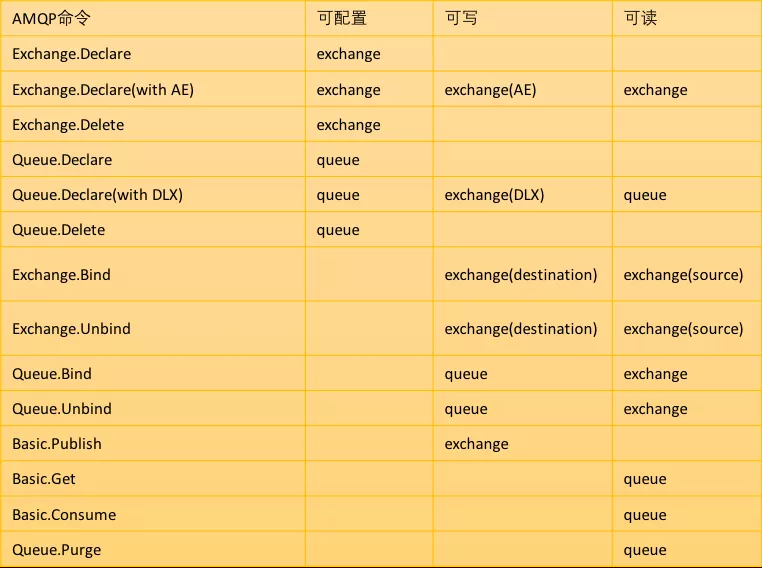 AMQP命令 可配置 可写 可读
Exchange.Declare exchange
Exchange.Declare(with AE) exchange exchange(AE) exchange
Exchange.Delete exchange
Queue.Declare queue
Queue.Declare(with DLX) queue exchange(DLX) queue
Queue.Delete queue
Exchange.Bind exchange(destination) exchange(source)
Exchange.Unbind exchange(destination) exchange(source)
Queue.Bind queue exchange
Queue.Unbind queue exchange
Basic.Publish exchange
Basic.Get queue
Basic.Consume queue
Queue.Purge queue